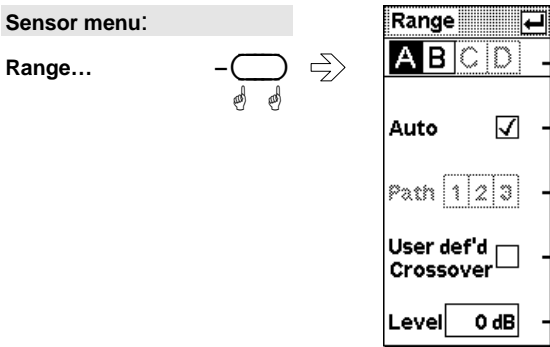 Sensor menu:
Range…
Range
A B C D
Auto
Path 1 2 3
User def'd
Crossover
Level 0 dB